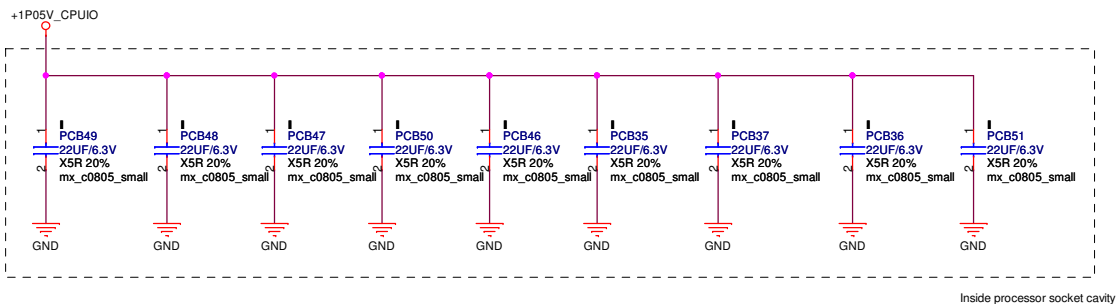 +1P05V_CPUIO
1
PCB49
22UF/6.3V
X5R 20%
mx_c0805_small
2
GND
1
PCB48
22UF/6.3V
X5R 20%
mx_c0805_small
2
GND
1
PCB47
22UF/6.3V
X5R 20%
mx_c0805_small
2
GND
1
PCB50
22UF/6.3V
X5R 20%
mx_c0805_small
2
GND
1
PCB46
22UF/6.3V
X5R 20%
mx_c0805_small
2
GND
1
PCB35
22UF/6.3V
X5R 20%
mx_c0805_small
2
GND
1
PCB37
22UF/6.3V
X5R 20%
mx_c0805_small
2
GND
1
PCB36
22UF/6.3V
X5R 20%
mx_c0805_small
2
GND
1
PCB51
22UF/6.3V
X5R 20%
mx_c0805_small
2
GND
Inside processor socket cavity